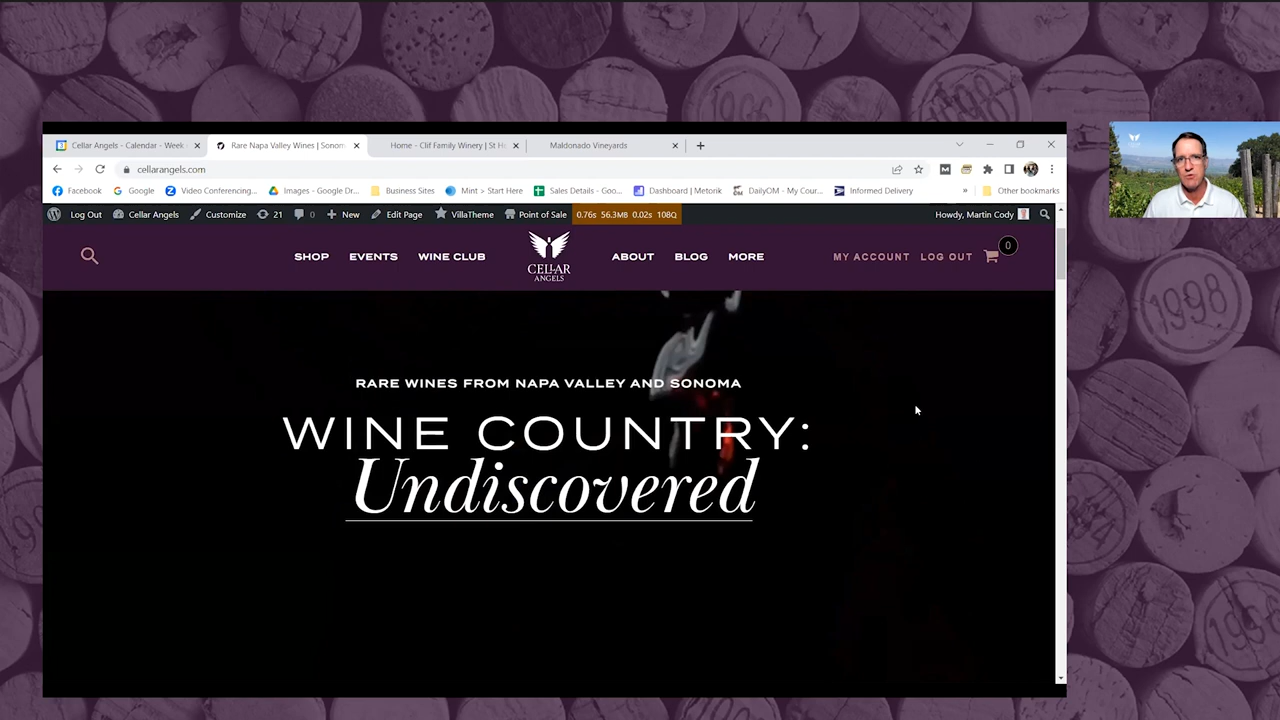 Cellar Angels - Calendar - Week
Rare Napa Valley Wines | Sonom
Home - Clif Family Winery | St H
Maldonado Vineyards
cellarangels.com
Facebook
Google
Video Conferencing...
Images - Google Dr...
Business Sites
Mint > Start Here
Sales Details - Goo...
Dashboard | Metorik
DailyOM - My Cour...
Informed Delivery
»
Other bookmarks
Log Out
Cellar Angels
Customize
21
0
New
Edit Page
VillaTheme
Point of Sale
0.76s 56.3MB 0.02s 108Q
Howdy, Martin Cody
SHOP
EVENTS
WINE CLUB
CELLAR
ANGELS
ABOUT
BLOG
MORE
MY ACCOUNT
LOG OUT
0
RARE WINES FROM NAPA VALLEY AND SONOMA
WINE COUNTRY:
Undiscovered
1998